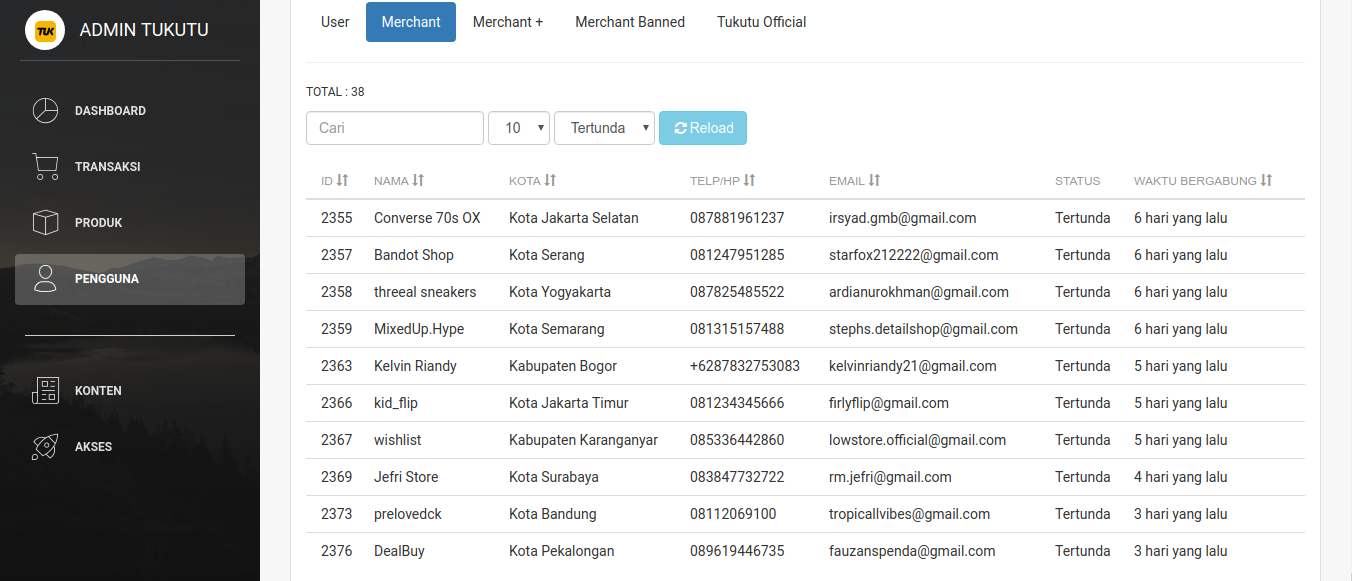 TUK ADMIN TUKUTU
DASHBOARD
TRANSAKSI
PRODUK
PENGGUNA
KONTEN
AKSES
User Merchant Merchant + Merchant Banned Tukutu Official
TOTAL : 38
Cari 10 Tertunda Reload
ID NAMA KOTA TELP/HP EMAIL STATUS WAKTU BERGABUNG
2355 Converse 70s OX Kota Jakarta Selatan 087881961237 irsyad.gmb@gmail.com Tertunda 6 hari yang lalu
2357 Bandot Shop Kota Serang 081247951285 starfox212222@gmail.com Tertunda 6 hari yang lalu
2358 threeal sneakers Kota Yogyakarta 087825485522 ardianurokhman@gmail.com Tertunda 6 hari yang lalu
2359 MixedUp.Hype Kota Semarang 081315157488 stephs.detailshop@gmail.com Tertunda 6 hari yang lalu
2363 Kelvin Riandy Kabupaten Bogor +6287832753083 kelvinriandy21@gmail.com Tertunda 5 hari yang lalu
2366 kid_flip Kota Jakarta Timur 081234345666 firlyflip@gmail.com Tertunda 5 hari yang lalu
2367 wishlist Kabupaten Karanganyar 085336442860 lowstore.official@gmail.com Tertunda 5 hari yang lalu
2369 Jefri Store Kota Surabaya 083847732722 rm.jefri@gmail.com Tertunda 4 hari yang lalu
2373 prelovedck Kota Bandung 08112069100 tropicallvibes@gmail.com Tertunda 3 hari yang lalu
2376 DealBuy Kota Pekalongan 089619446735 fauzanspenda@gmail.com Tertunda 3 hari yang lalu